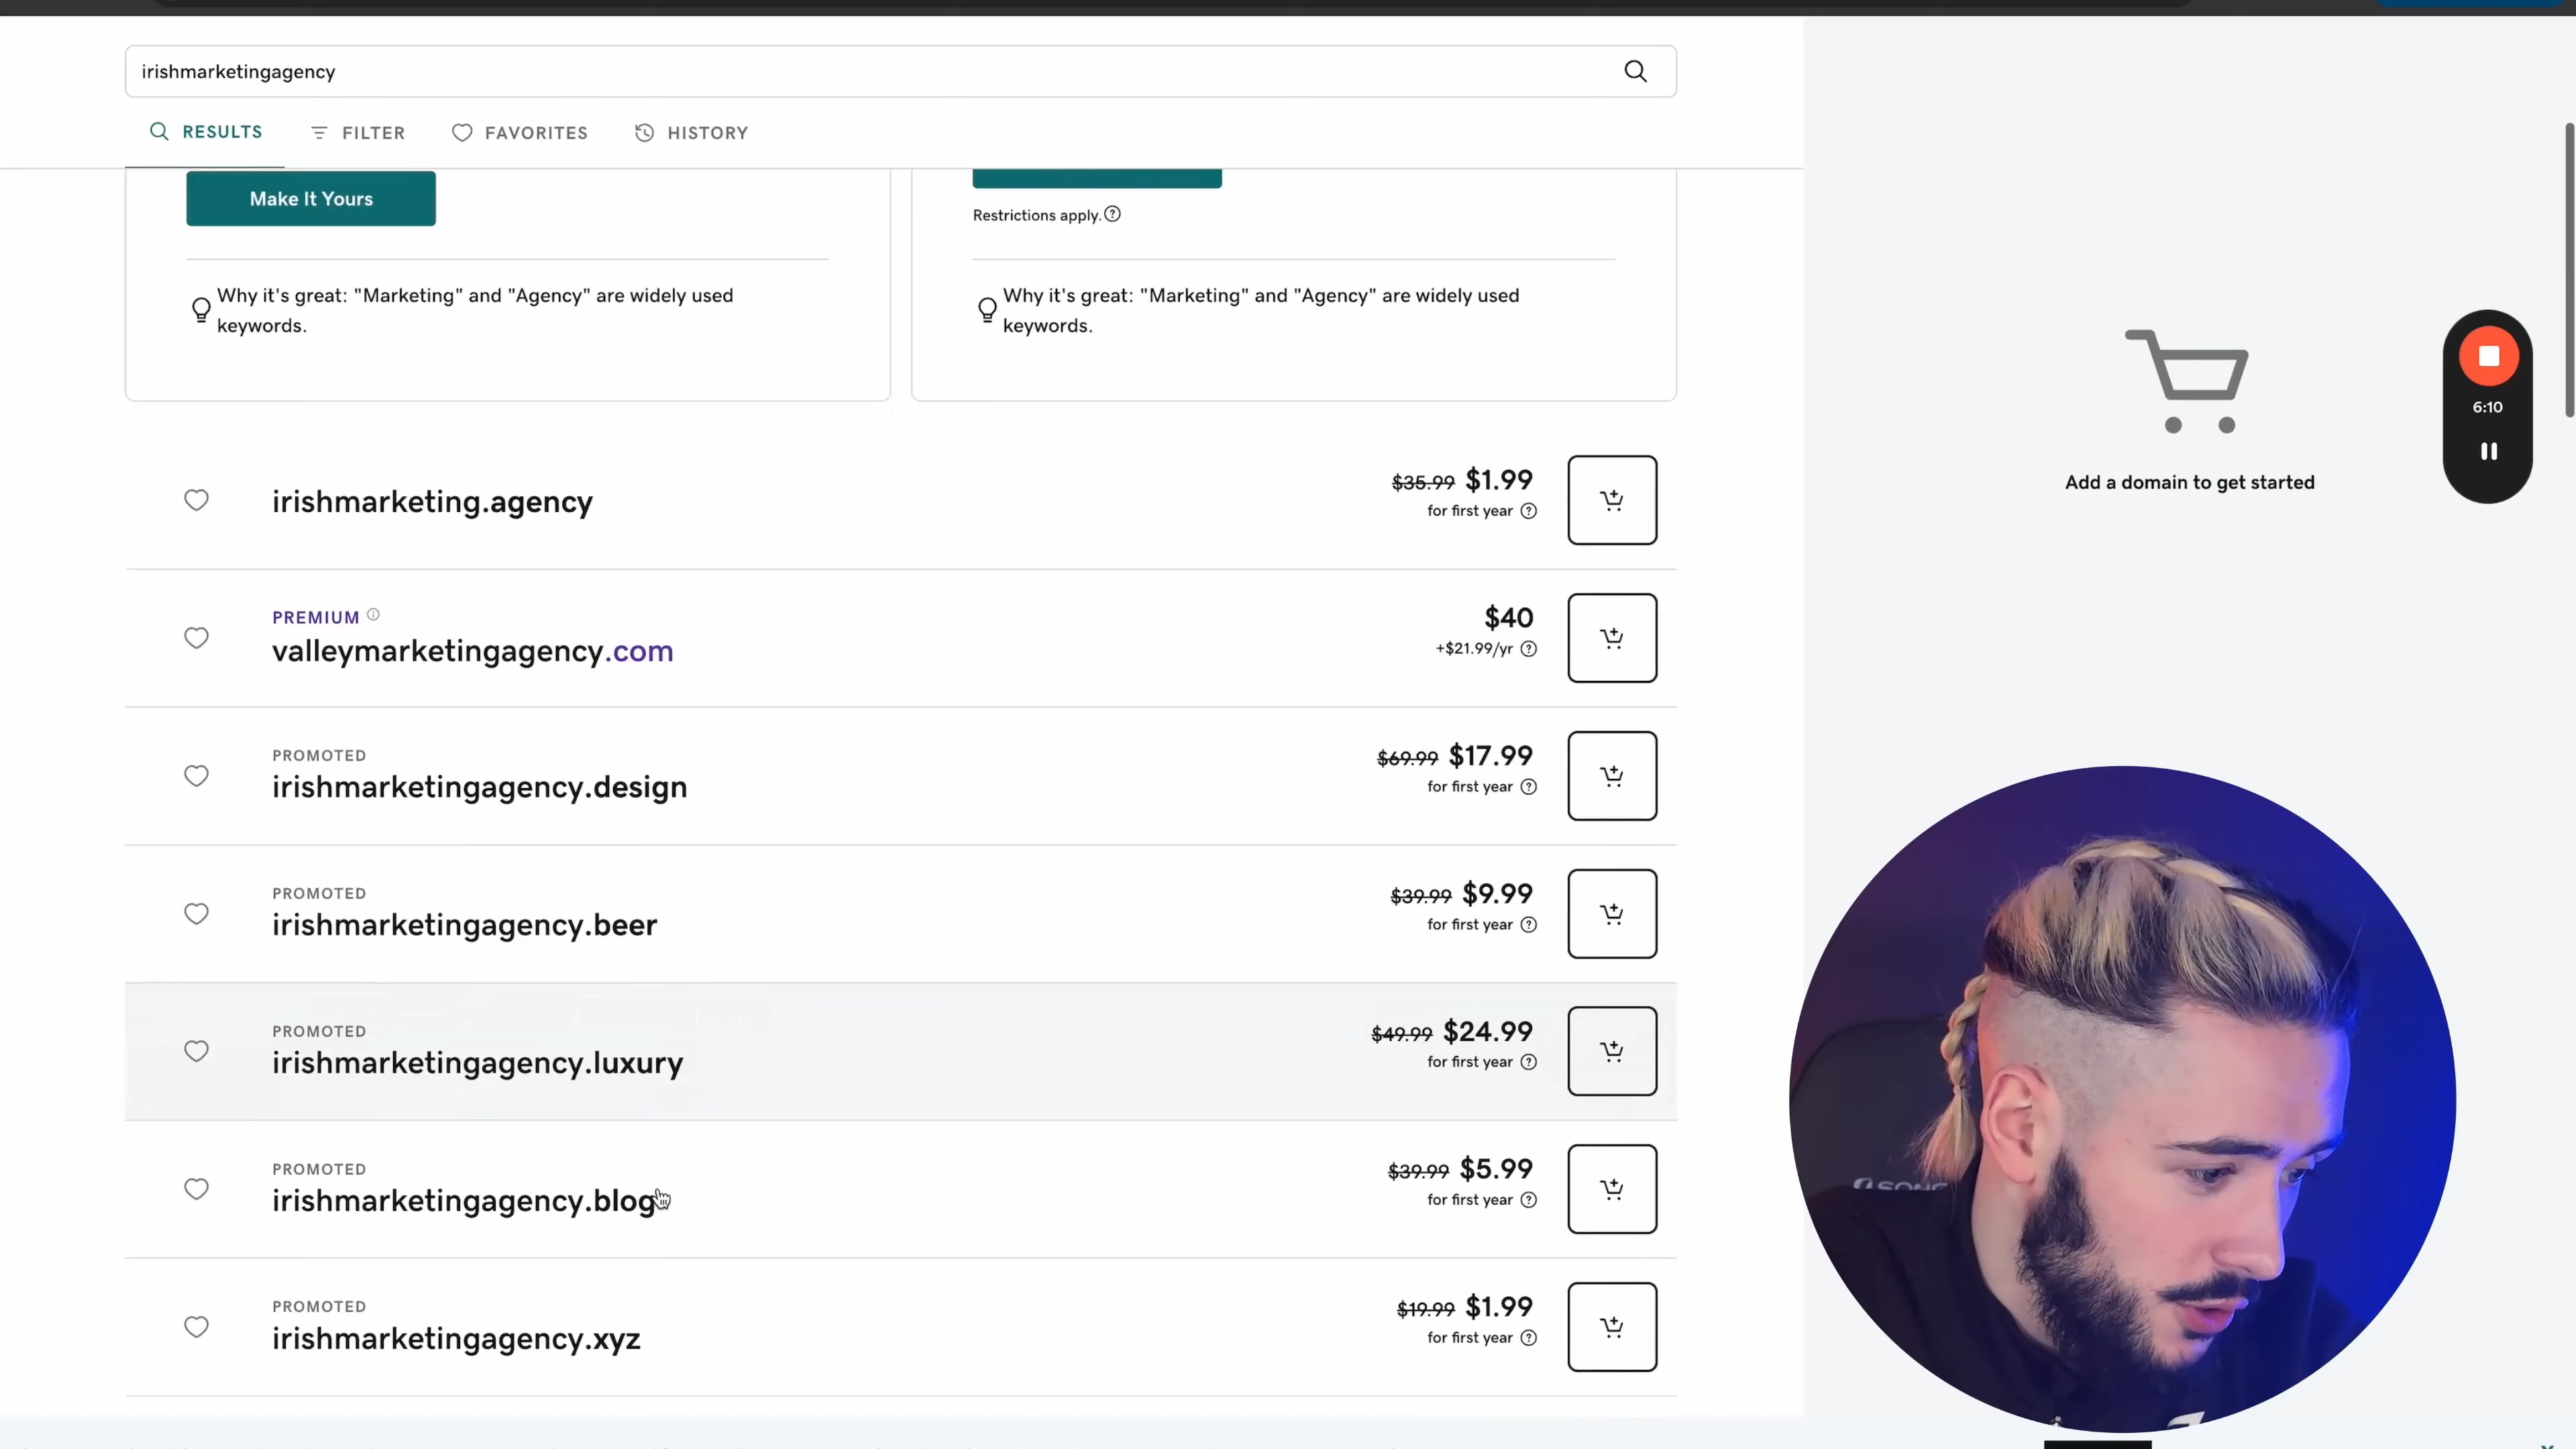 irishmarketingagency
RESULTS FILTER FAVORITES HISTORY
Make It Yours
Why it's great: "Marketing" and "Agency" are widely used
keywords.
Restrictions apply.
Why it's great: "Marketing" and "Agency" are widely used
keywords.
irishmarketing.agency
$35.99 $1.99
for first year
PREMIUM
valleymarketingagency.com
$40
+$21.99/yr
PROMOTED
irishmarketingagency.design
$69.99 $17.99
for first year
PROMOTED
irishmarketingagency.beer
$39.99 $9.99
for first year
PROMOTED
irishmarketingagency.luxury
$49.99 $24.99
for first year
PROMOTED
irishmarketingagency.blog
$39.99 $5.99
for first year
PROMOTED
irishmarketingagency.xyz
$19.99 $1.99
for first year
Add a domain to get started
6:10